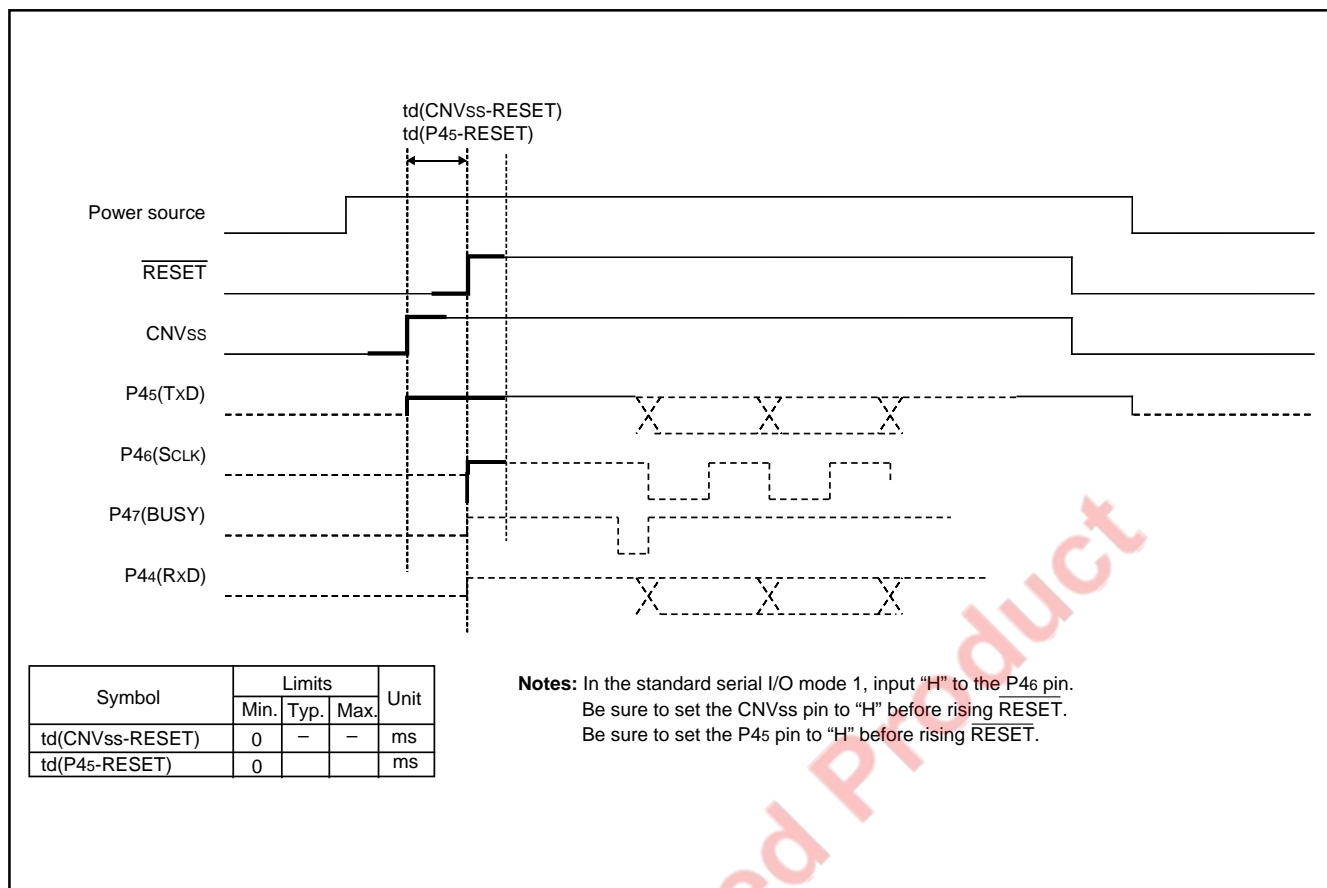 td(CNVss-RESET)
td(P45-RESET)
Power source
RESET
CNVss
P45(TxD)
P46(SCLK)
P47(BUSY)
P44(RxD)
Symbol Limits Unit
Min. Typ. Max.
td(CNVss-RESET) 0 – – ms
td(P45-RESET) 0 ms
Notes: In the standard serial I/O mode 1, input “H” to the P46 pin.
Be sure to set the CNVss pin to “H” before rising RESET.
Be sure to set the P45 pin to “H” before rising RESET.
ed Product